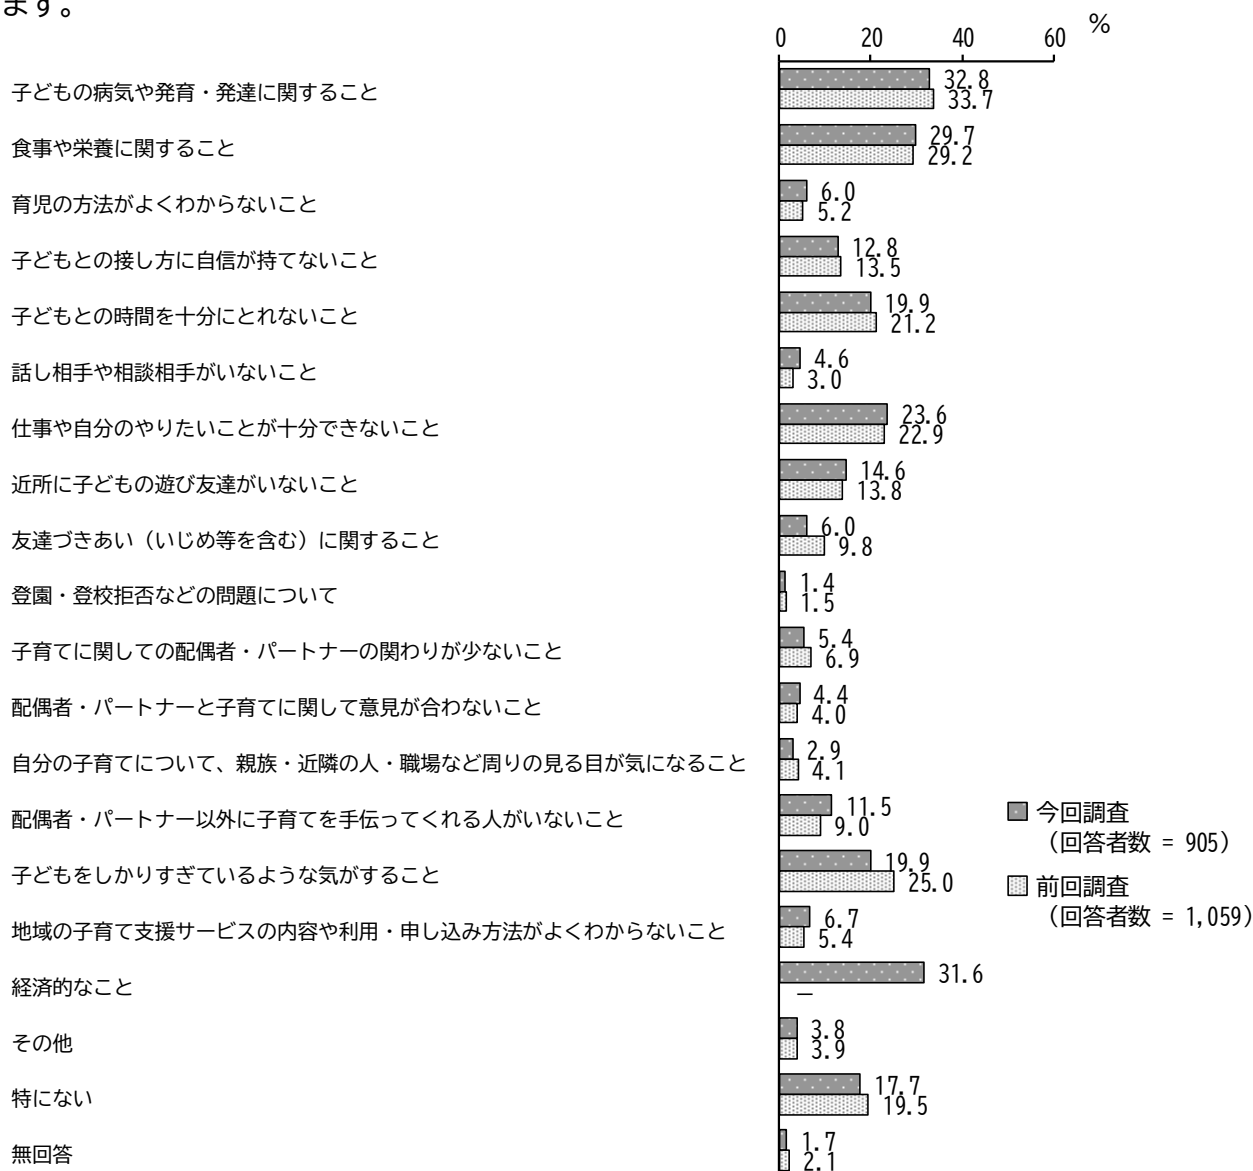 ます。
%
0 20 40 60
子どもの病気や発育・発達に関すること
32.8
33.7
食事や栄養に関すること
29.7
29.2
育児の方法がよくわからないこと
6.0
5.2
子どもとの接し方に自信が持てないこと
12.8
13.5
子どもとの時間を十分にとれないこと
19.9
21.2
話し相手や相談相手がいないこと
4.6
3.0
仕事や自分のやりたいことが十分できないこと
23.6
22.9
近所に子どもの遊び友達がいないこと
14.6
13.8
友達づきあい（いじめ等を含む）に関すること
6.0
9.8
登園・登校拒否などの問題について
1.4
1.5
子育てに関しての配偶者・パートナーの関わりが少ないこと
5.4
6.9
配偶者・パートナーと子育てに関して意見が合わないこと
4.4
4.0
自分の子育てについて、親族・近隣の人・職場など周りの見る目が気になること
2.9
4.1
配偶者・パートナー以外に子育てを手伝ってくれる人がいないこと
11.5
9.0
子どもをしかりすぎているような気がすること
19.9
25.0
地域の子育て支援サービスの内容や利用・申し込み方法がよくわからないこと
6.7
5.4
経済的なこと
31.6
－
その他
3.8
3.9
特にない
17.7
19.5
無回答
1.7
2.1
今回調査
（回答者数 = 905）
前回調査
（回答者数 = 1,059）